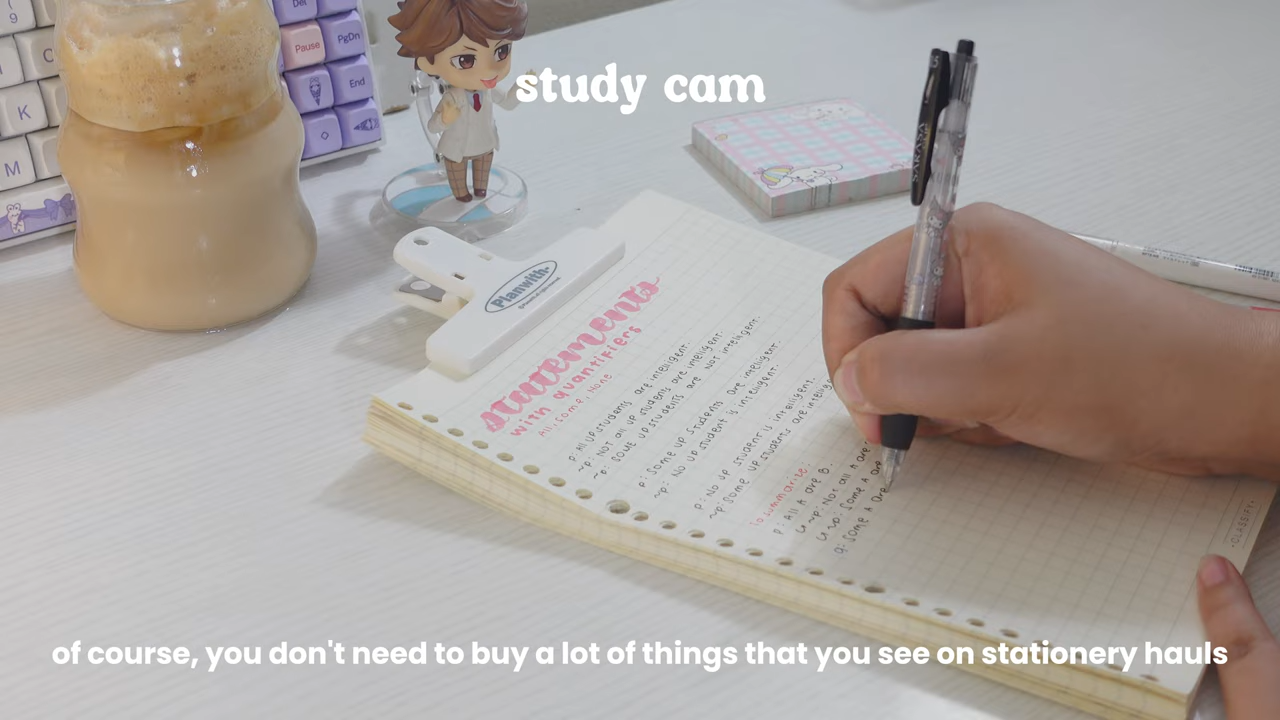 Del
Pause
PgDn
End
C
K
M
study cam
SARASA
Planwith.
statements
with quantifiers
All, Some, None
p: All UP students are intelligent.
~p: NOT all UP students are intelligent.
~p: SOME UP students are NOT intelligent.
p: Some UP students are intelligent.
~p: NO UP student is intelligent.
p: NO UP student is intelligent.
~p: Some UP students are intellig
to summarize:
p: All A are B.
~p: Not all A are
~p: Some A are
q: Some A are
CLASSIFY
of course, you don't need to buy a lot of things that you see on stationery hauls